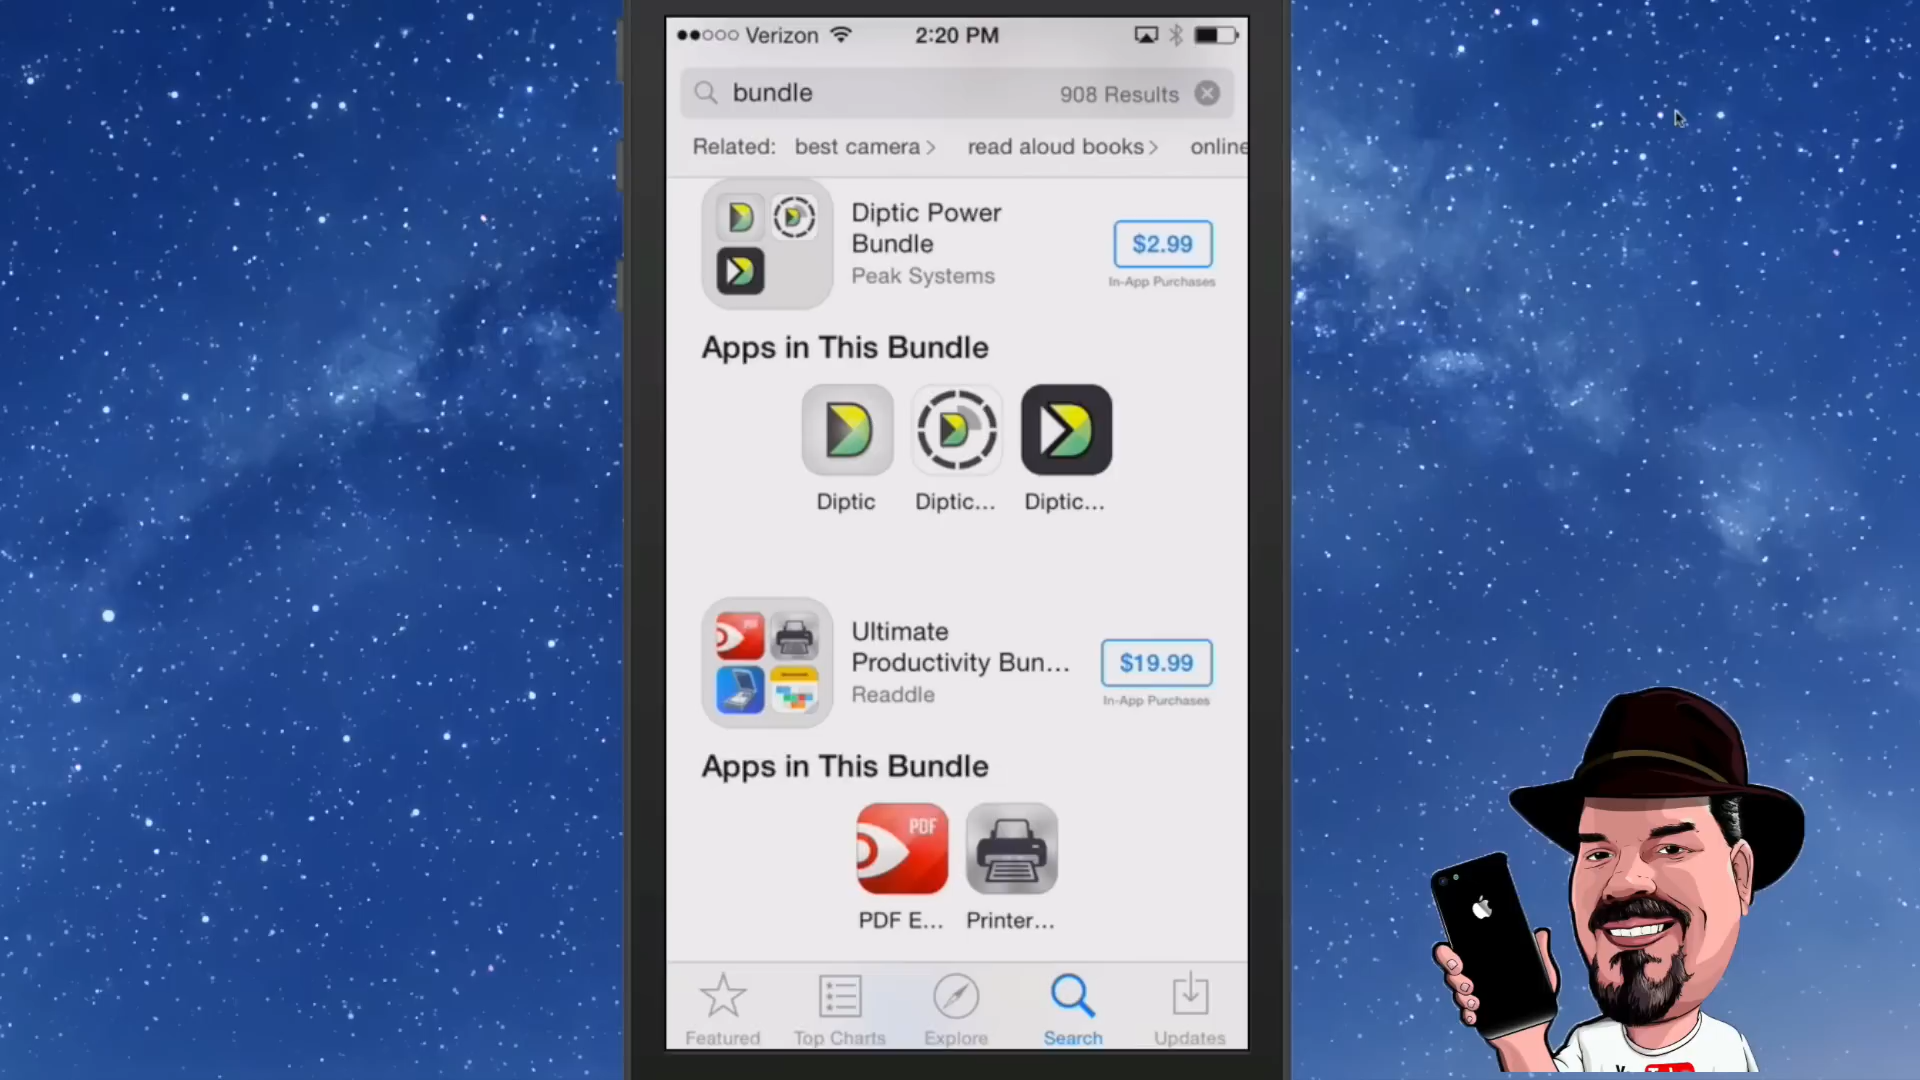 Verizon 2:20 PM
bundle 908 Results
Related: best camera > read aloud books > online
Diptic Power
Bundle
Peak Systems
$2.99
In-App Purchases
Apps in This Bundle
Diptic Diptic... Diptic...
Ultimate
Productivity Bun...
Readdle
$19.99
In-App Purchases
Apps in This Bundle
PDF
PDF E... Printer...
Featured Top Charts Explore Search Updates